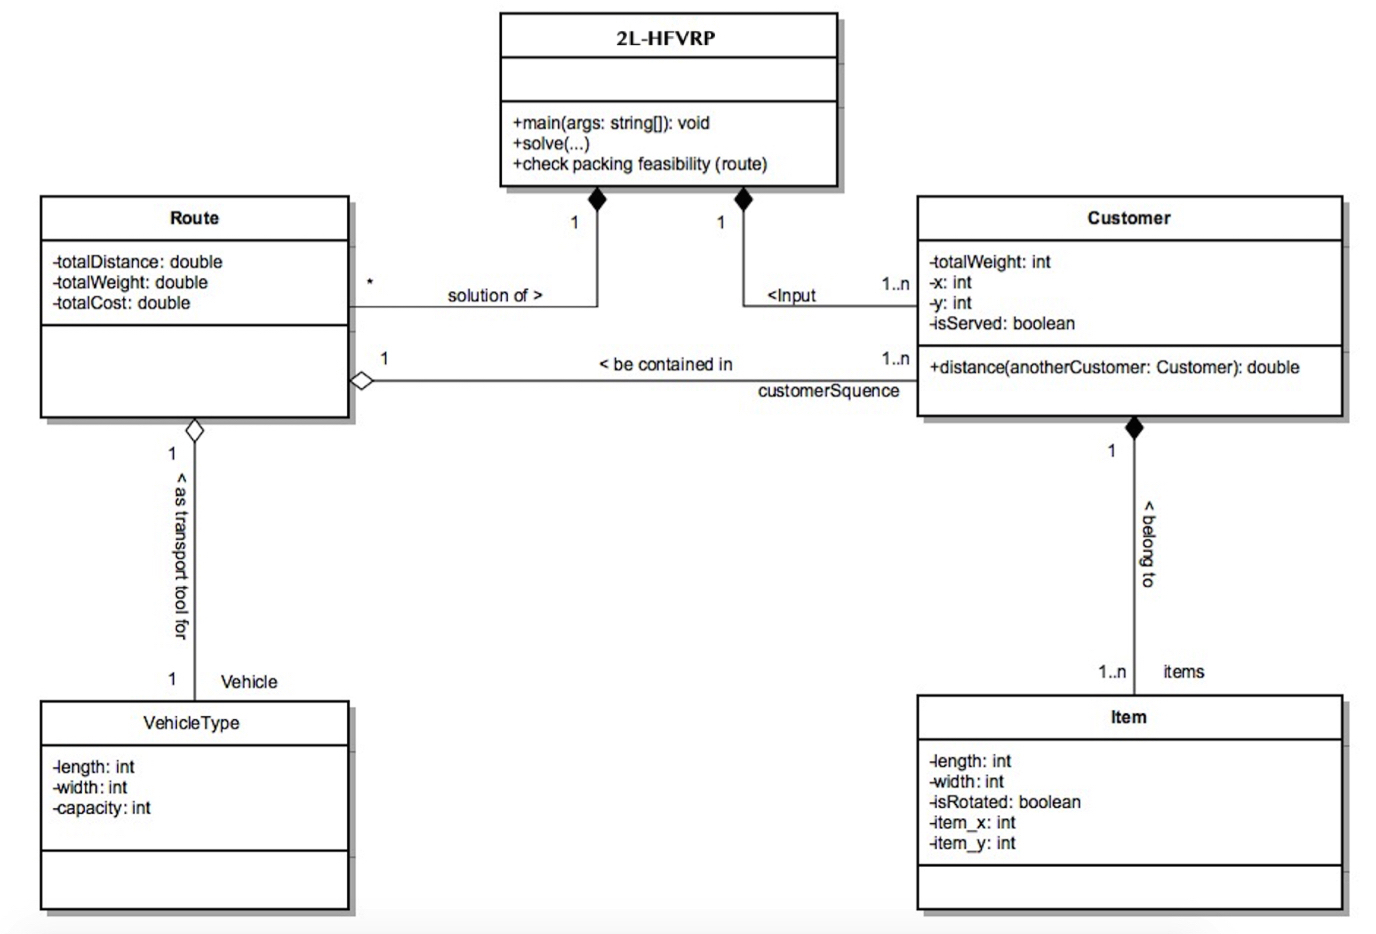 2L-HFVRP
+main(args: string[]): void
+solve(...)
+check packing feasibility (route)
1
1
Route
-totalDistance: double
-totalWeight: double
-totalCost: double
*
solution of >
<Input
1..n
Customer
-totalWeight: int
-x: int
-y: int
-isServed: boolean
+distance(anotherCustomer: Customer): double
1
< be contained in
1..n
customerSquence
1
< as transport tool for
1
Vehicle
VehicleType
-length: int
-width: int
-capacity: int
1
< belong to
1..n
items
Item
-length: int
-width: int
-isRotated: boolean
-item_x: int
-item_y: int